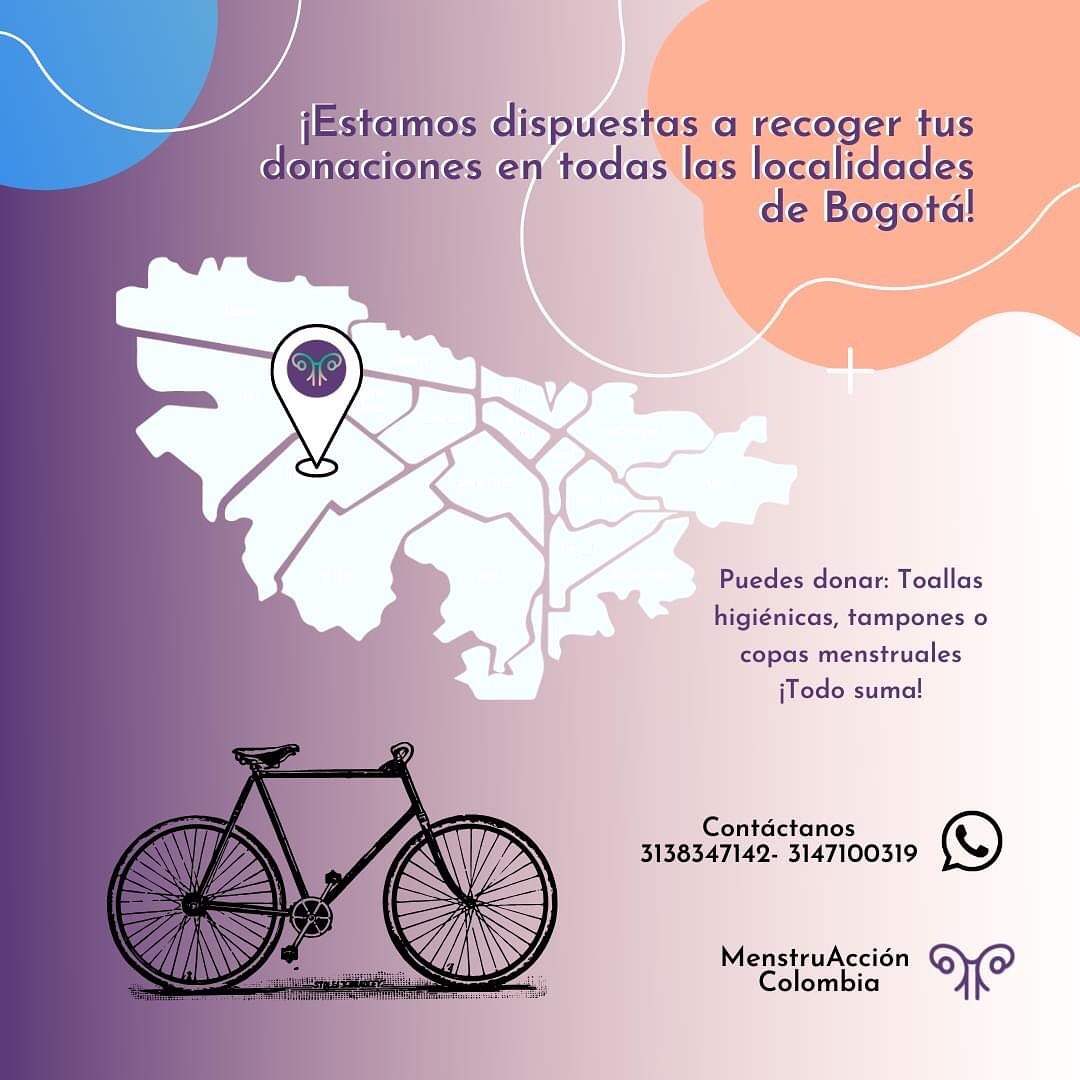 ¡Estamos dispuestas a recoger tus
donaciones en todas las localidades
de Bogotá!
Puedes donar: Toallas
higiénicas, tampones o
copas menstruales
¡Todo suma!
Contáctanos
3138347142- 3147100319
MenstruAcción
Colombia